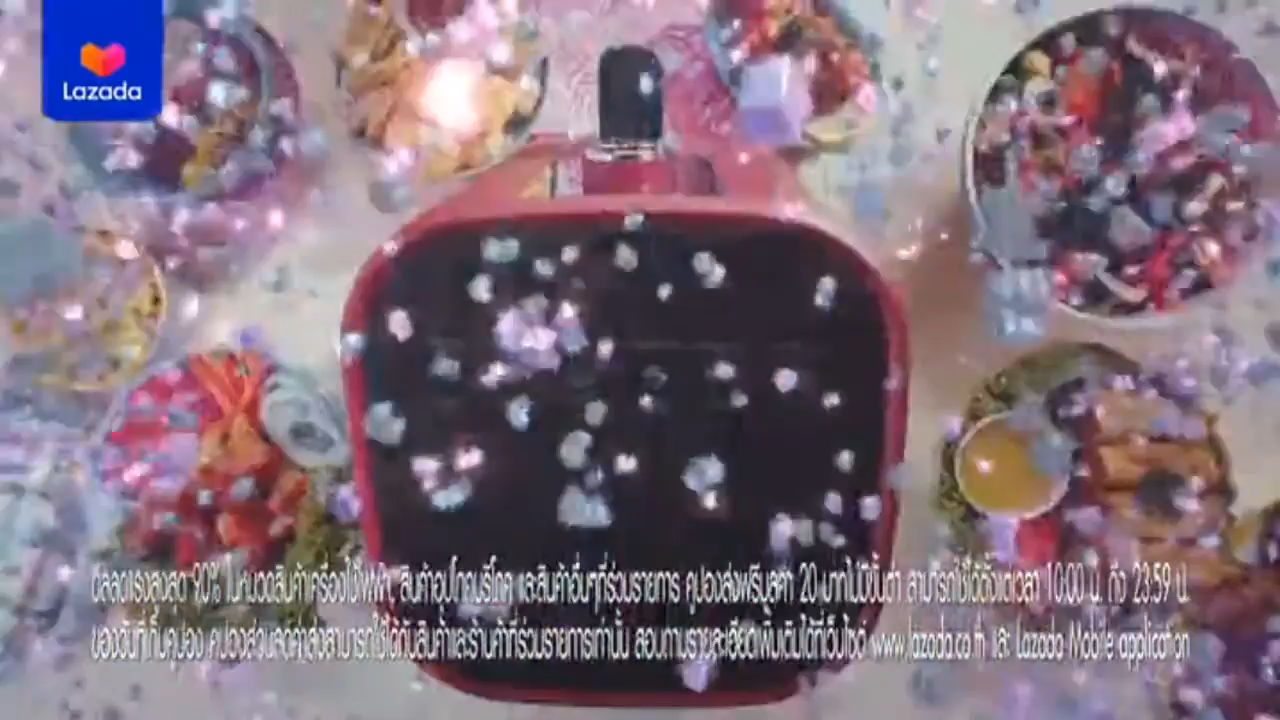 Lazada
ดีลลดแรงสูงสุด 90% ในหมวดสินค้าเครื่องใช้ไฟฟ้า, สินค้าอุปโภคบริโภค และสินค้าอื่นๆที่ร่วมรายการ คูปองส่งฟรีมูลค่า 20 บาทไม่มีขั้นต่ำ สามารถใช้ได้ตั้งแต่เวลา 10:00 น. ถึง 23:59 น.
ของวันที่เก็บคูปอง คูปองส่วนลดค่าส่งสามารถใช้ได้กับสินค้าและร้านค้าที่ร่วมรายการเท่านั้น สอบถามรายละเอียดเพิ่มเติมได้ที่เว็บไซต์ www.lazada.co.th และ Lazada Mobile application